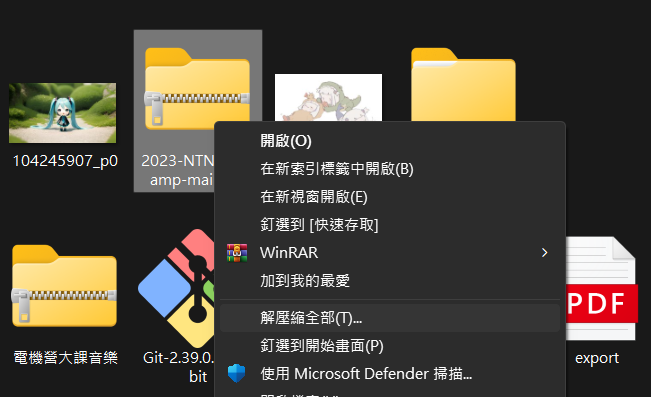 104245907_p0
2023-NTN
amp-mai
開啟(O)
在新索引標籤中開啟(B)
在新視窗開啟(E)
釘選到 [快速存取]
WinRAR
加到我的最愛
解壓縮全部(T)...
釘選到開始畫面(P)
使用 Microsoft Defender 掃描...
電機營大課音樂
Git-2.39.0.
bit
PDF
export